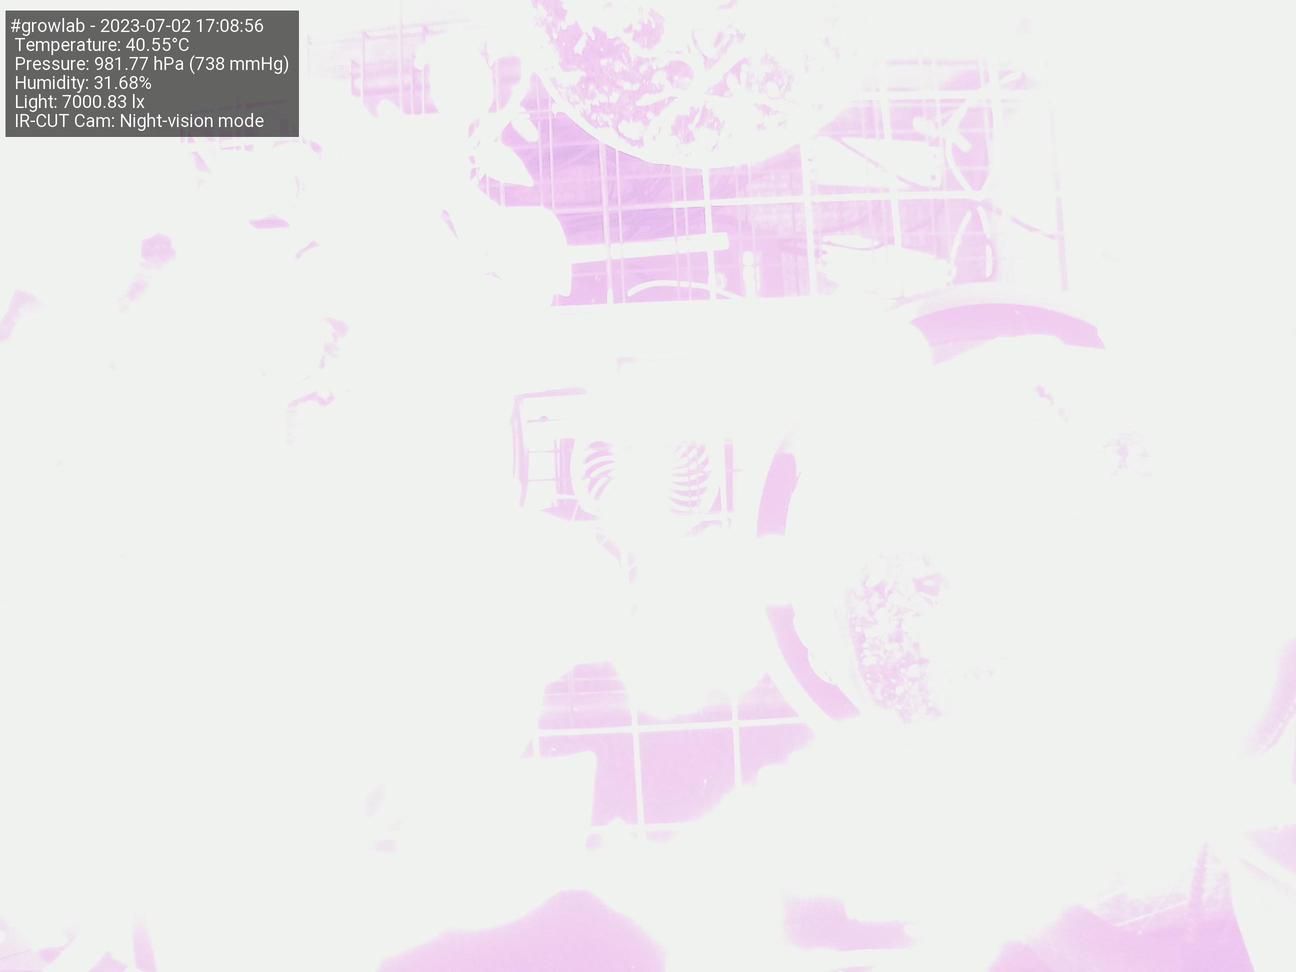 #growlab - 2023-07-02 17:08:56
Temperature: 40.55°C
Pressure: 981.77 hPa (738 mmHg)
Humidity: 31.68%
Light: 7000.83 lx
IR-CUT Cam: Night-vision mode